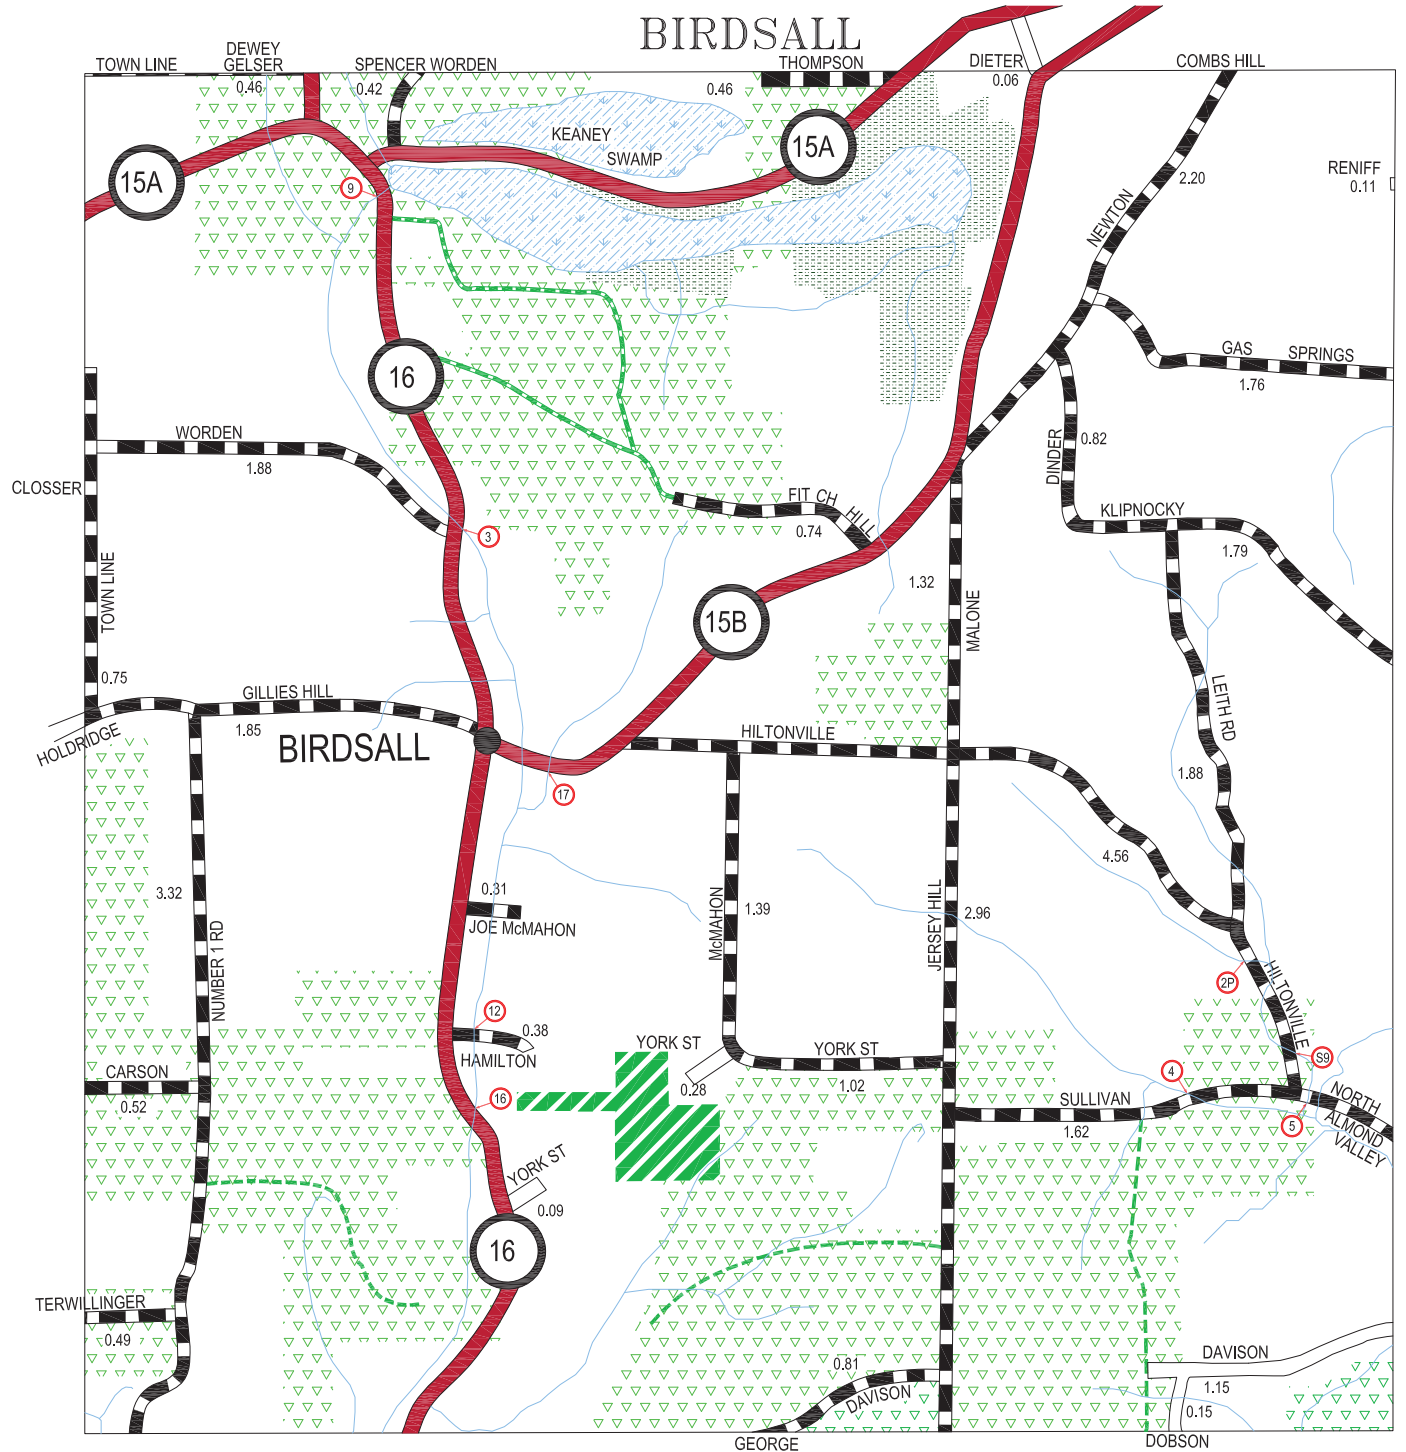 BIRDSALL
TOWN LINE
DEWEY
GELSER
0.46
SPENCER WORDEN
0.42
0.46
THOMPSON
DIETER
0.06
COMBS HILL
KEANEY
SWAMP
15A
15A
9
RENIFF
0.11
2.20
NEWTON
GAS SPRINGS
1.76
16
WORDEN
1.88
CLOSSER
TOWN LINE
0.75
3
FIT CH
HILL
0.74
DINDER
0.82
KLIPNOCKY
1.79
1.32
MALONE
15B
LEITH RD
1.88
HOLDRIDGE
GILLIES HILL
1.85
BIRDSALL
HILTONVILLE
17
4.56
3.32
NUMBER 1 RD
0.31
JOE McMAHON
McMAHON
1.39
JERSEY HILL
2.96
2P
HILTONVILLE
12
0.38
HAMILTON
YORK ST
0.28
YORK ST
1.02
S9
4
CARSON
0.52
16
SULLIVAN
1.62
5
NORTH
ALMOND
VALLEY
YORK ST
0.09
16
TERWILLINGER
0.49
0.81
DAVISON
DAVISON
1.15
0.15
GEORGE
DOBSON